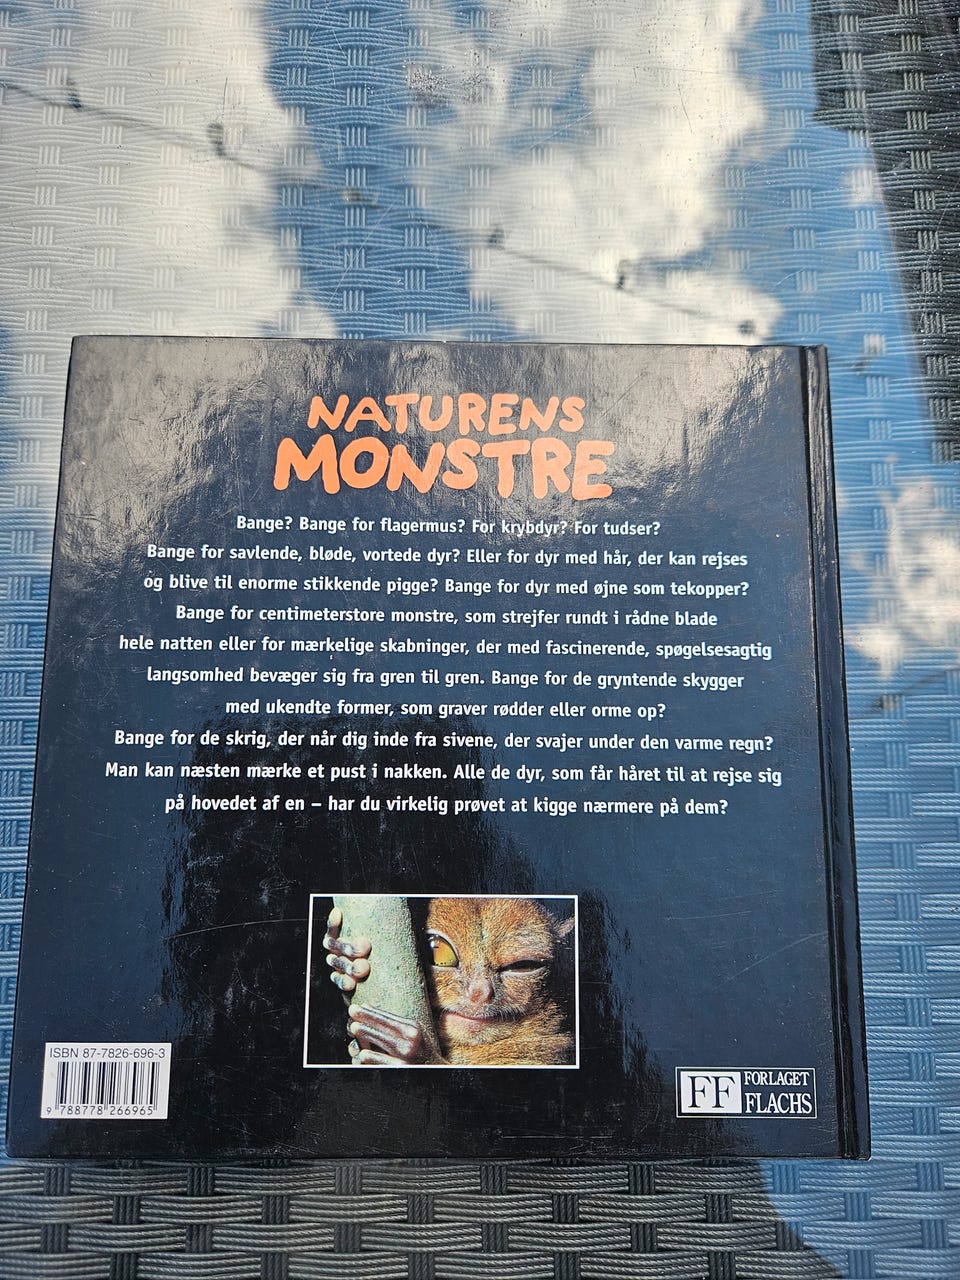 NATURENS
MONSTRE
Bange? Bange for flagermus? For krybdyr? For tudser?
Bange for savlende, bløde, vortede dyr? Eller for dyr med hår, der kan rejses
og blive til enorme stikkende pigge? Bange for dyr med øjne som tekopper?
Bange for centimeterstore monstre, som strejfer rundt i rådne blade
hele natten eller for mærkelige skabninger, der med fascinerende, spøgelsesagtig
langsomhed bevæger sig fra gren til gren. Bange for de gryntende skygger
med ukendte former, som graver rødder eller orme op?
Bange for de skrig, der når dig inde fra sivene, der svajer under den varme regn?
Man kan næsten mærke et pust i nakken. Alle de dyr, som får håret til at rejse sig
på hovedet af en – har du virkelig prøvet at kigge nærmere på dem?
ISBN 87-7826-696-3
9 788778 266965
FF FORLAGET
FLACHS